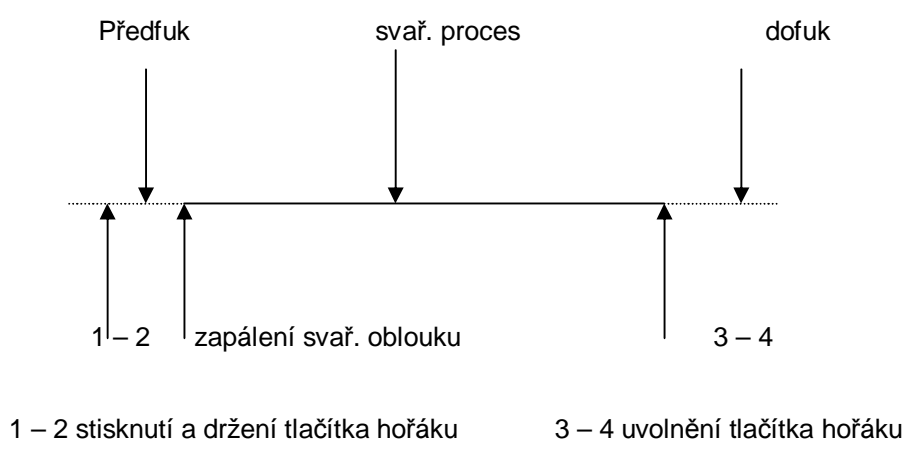 Předfuk svař. proces dofuk
1 – 2 zapálení svař. oblouku 3 – 4
1 – 2 stisknutí a držení tlačítka hořáku 3 – 4 uvolnění tlačítka hořáku